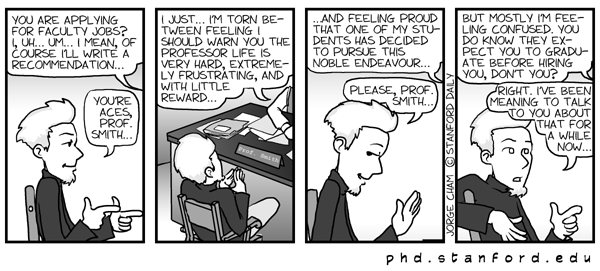 YOU ARE APPLYING
FOR FACULTY JOBS?
I, UH... UM... I MEAN, OF
COURSE I'LL WRITE A
RECOMMENDATION...
YOU'RE
ACES,
PROF.
SMITH...
I JUST... I'M TORN BE-
TWEEN FEELING I
SHOULD WARN YOU THE
PROFESSOR LIFE IS
VERY HARD, EXTREME-
LY FRUSTRATING, AND
WITH LITTLE
REWARD...
Prof. Smith
...AND FEELING PROUD
THAT ONE OF MY STU-
DENTS HAS DECIDED
TO PURSUE THIS
NOBLE ENDEAVOUR...
PLEASE, PROF.
SMITH...
JORGE CHAM © STANFORD DAILY
BUT MOSTLY I'M FEE-
LING CONFUSED. YOU
DO KNOW THEY EX-
PECT YOU TO GRADU-
ATE BEFORE HIRING
YOU, DON'T YOU?
RIGHT. I'VE BEEN
MEANING TO TALK
TO YOU ABOUT
THAT FOR
A WHILE
NOW...
phd.stanford.edu